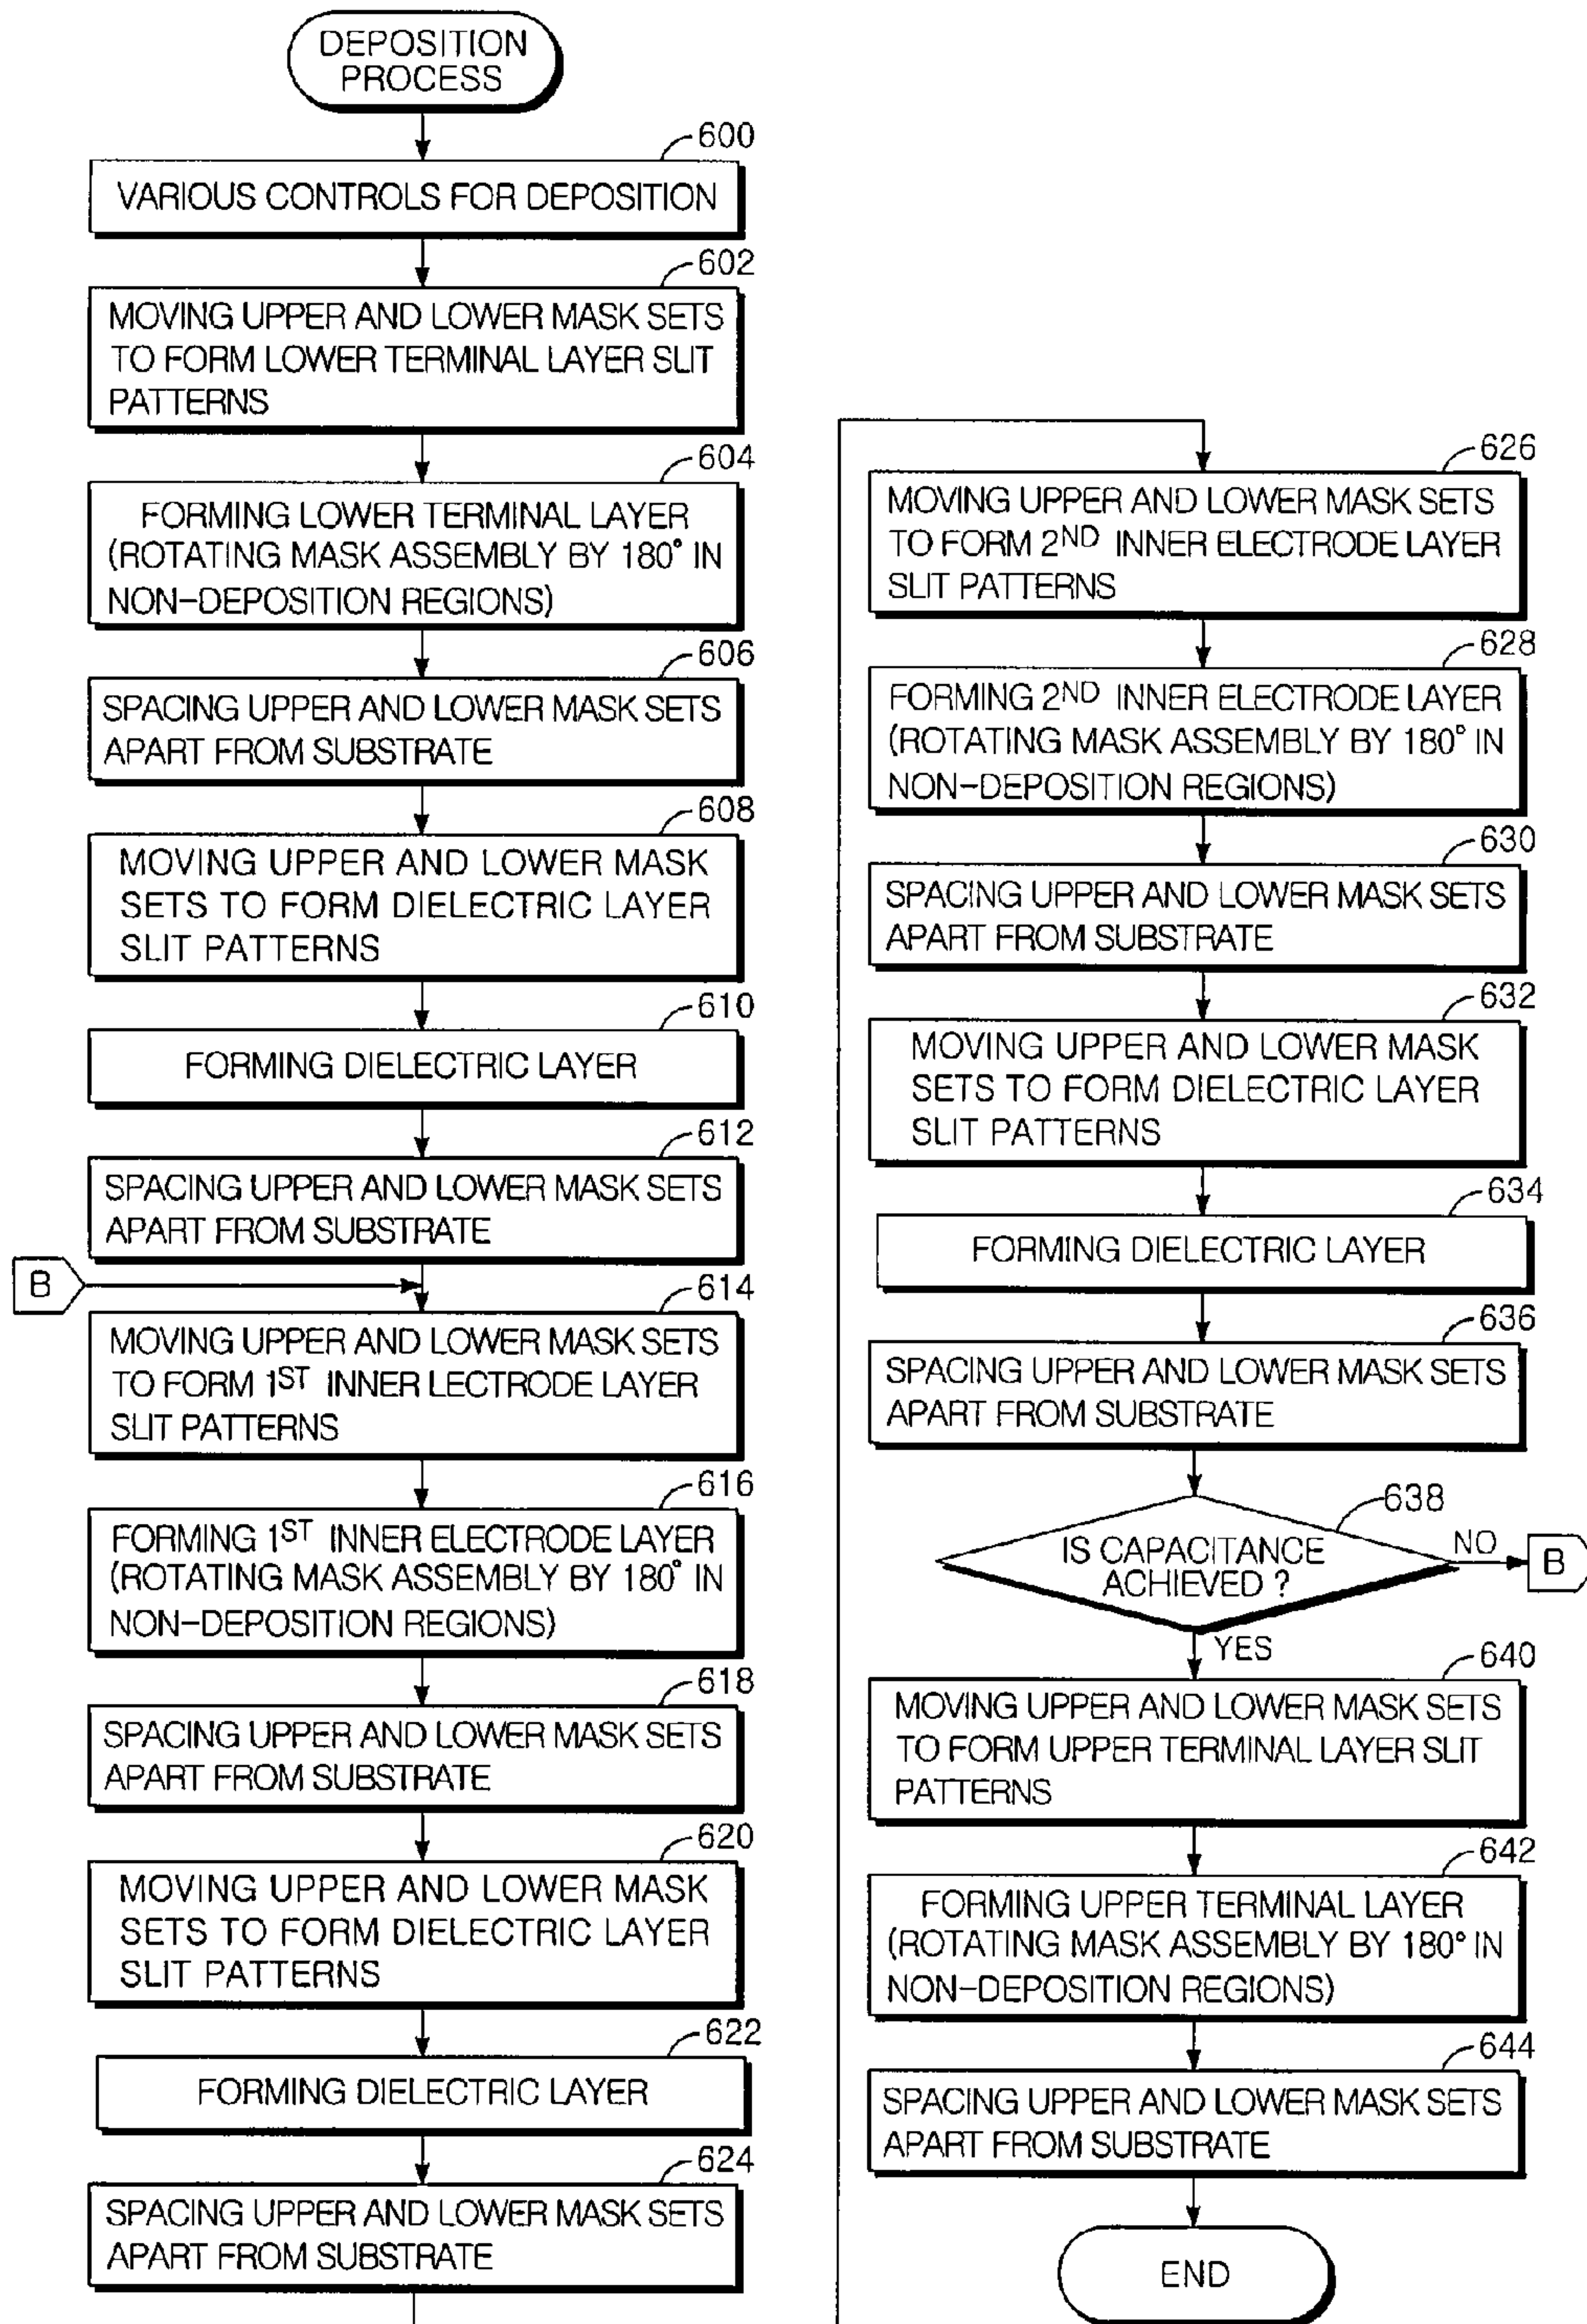 DEPOSITION
PROCESS
600
VARIOUS CONTROLS FOR DEPOSITION
602
MOVING UPPER AND LOWER MASK SETS
TO FORM LOWER TERMINAL LAYER SLIT
PATTERNS
604
FORMING LOWER TERMINAL LAYER
(ROTATING MASK ASSEMBLY BY 180° IN
NON-DEPOSITION REGIONS)
606
SPACING UPPER AND LOWER MASK SETS
APART FROM SUBSTRATE
608
MOVING UPPER AND LOWER MASK
SETS TO FORM DIELECTRIC LAYER
SLIT PATTERNS
610
FORMING DIELECTRIC LAYER
612
SPACING UPPER AND LOWER MASK SETS
APART FROM SUBSTRATE
B
614
MOVING UPPER AND LOWER MASK SETS
TO FORM 1ST INNER LECTRODE LAYER
SLIT PATTERNS
616
FORMING 1ST INNER ELECTRODE LAYER
(ROTATING MASK ASSEMBLY BY 180° IN
NON-DEPOSITION REGIONS)
618
SPACING UPPER AND LOWER MASK SETS
APART FROM SUBSTRATE
620
MOVING UPPER AND LOWER MASK
SETS TO FORM DIELECTRIC LAYER
SLIT PATTERNS
622
FORMING DIELECTRIC LAYER
624
SPACING UPPER AND LOWER MASK SETS
APART FROM SUBSTRATE
626
MOVING UPPER AND LOWER MASK SETS
TO FORM 2ND INNER ELECTRODE LAYER
SLIT PATTERNS
628
FORMING 2ND INNER ELECTRODE LAYER
(ROTATING MASK ASSEMBLY BY 180° IN
NON-DEPOSITION REGIONS)
630
SPACING UPPER AND LOWER MASK SETS
APART FROM SUBSTRATE
632
MOVING UPPER AND LOWER MASK
SETS TO FORM DIELECTRIC LAYER
SLIT PATTERNS
634
FORMING DIELECTRIC LAYER
636
SPACING UPPER AND LOWER MASK SETS
APART FROM SUBSTRATE
638
IS CAPACITANCE
ACHIEVED ?
NO
B
YES
640
MOVING UPPER AND LOWER MASK SETS
TO FORM UPPER TERMINAL LAYER SLIT
PATTERNS
642
FORMING UPPER TERMINAL LAYER
(ROTATING MASK ASSEMBLY BY 180° IN
NON-DEPOSITION REGIONS)
644
SPACING UPPER AND LOWER MASK SETS
APART FROM SUBSTRATE
END